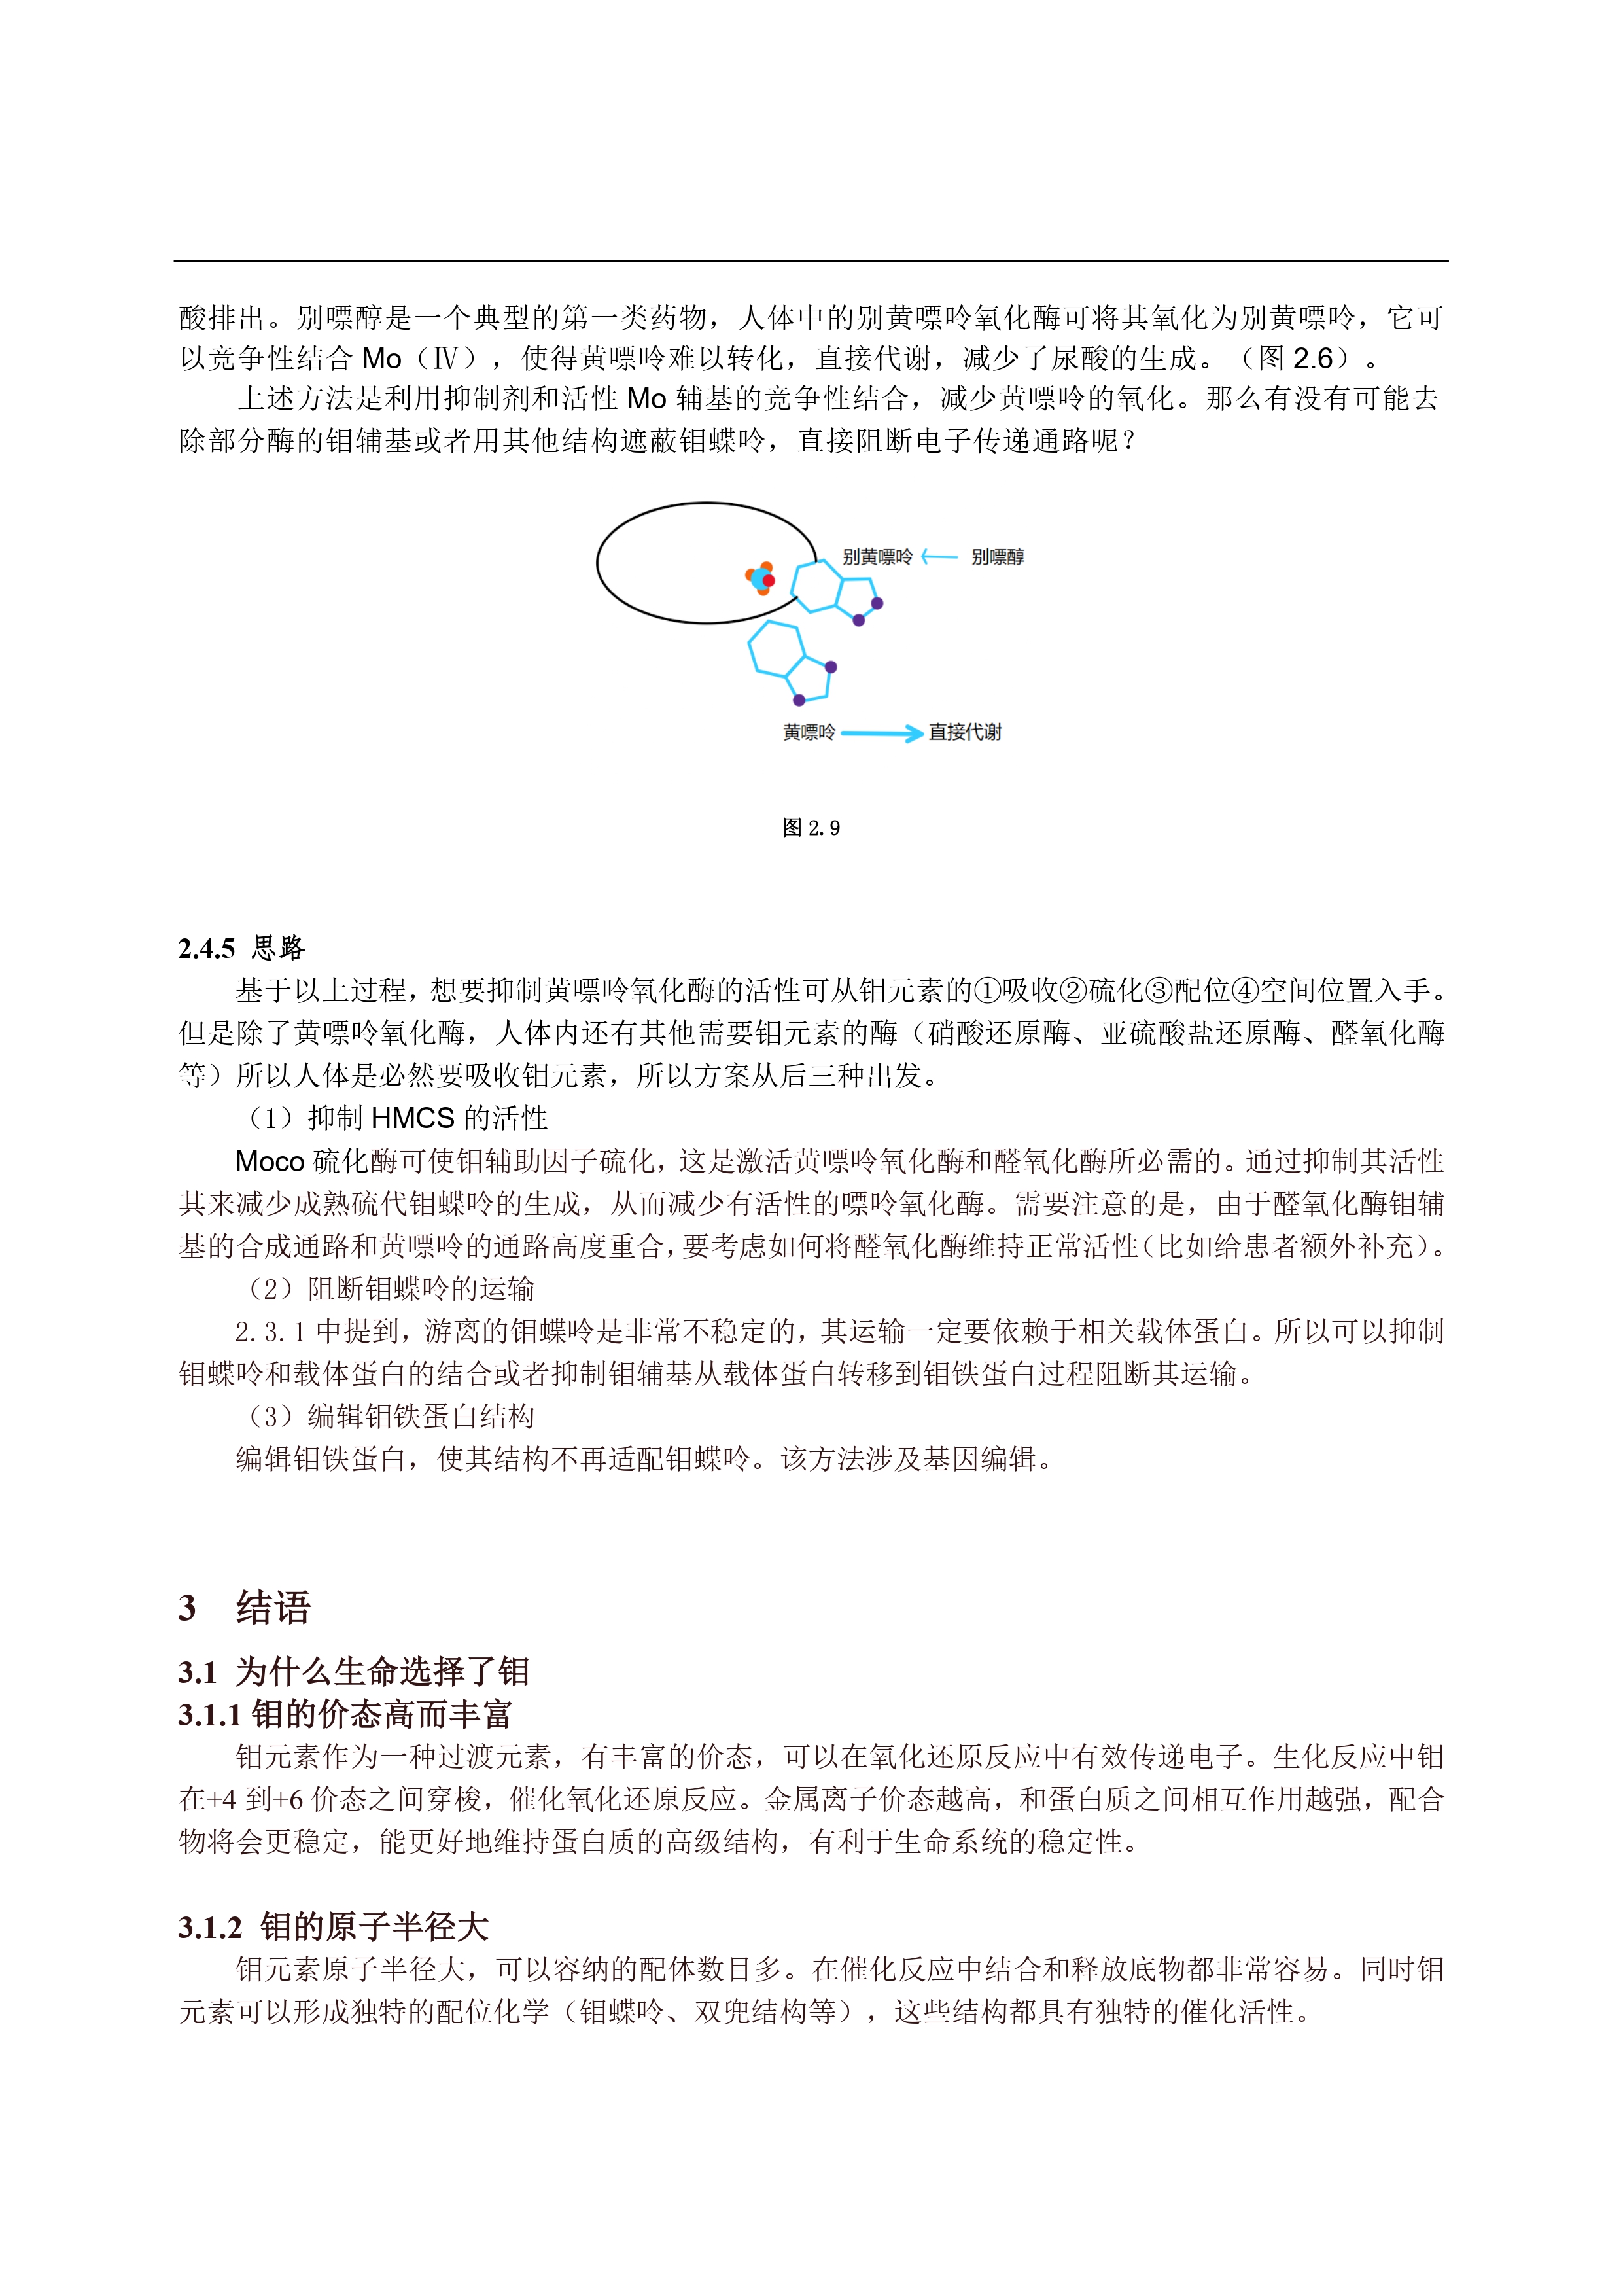 酸排出。别嘌醇是一个典型的第一类药物，人体中的别黄嘌呤氧化酶可将其氧化为别黄嘌呤，它可
以竞争性结合 Mo（Ⅳ），使得黄嘌呤难以转化，直接代谢，减少了尿酸的生成。（图 2.6）。
上述方法是利用抑制剂和活性 Mo 辅基的竞争性结合，减少黄嘌呤的氧化。那么有没有可能去
除部分酶的钼辅基或者用其他结构遮蔽钼蝶呤，直接阻断电子传递通路呢？
别黄嘌呤 别嘌醇
黄嘌呤 直接代谢
图 2.9
2.4.5 思路
基于以上过程，想要抑制黄嘌呤氧化酶的活性可从钼元素的①吸收②硫化③配位④空间位置入手。
但是除了黄嘌呤氧化酶，人体内还有其他需要钼元素的酶（硝酸还原酶、亚硫酸盐还原酶、醛氧化酶
等）所以人体是必然要吸收钼元素，所以方案从后三种出发。
（1）抑制 HMCS 的活性
Moco 硫化酶可使钼辅助因子硫化，这是激活黄嘌呤氧化酶和醛氧化酶所必需的。通过抑制其活性
其来减少成熟硫代钼蝶呤的生成，从而减少有活性的嘌呤氧化酶。需要注意的是，由于醛氧化酶钼辅
基的合成通路和黄嘌呤的通路高度重合，要考虑如何将醛氧化酶维持正常活性（比如给患者额外补充）。
（2）阻断钼蝶呤的运输
2.3.1 中提到，游离的钼蝶呤是非常不稳定的，其运输一定要依赖于相关载体蛋白。所以可以抑制
钼蝶呤和载体蛋白的结合或者抑制钼辅基从载体蛋白转移到钼铁蛋白过程阻断其运输。
（3）编辑钼铁蛋白结构
编辑钼铁蛋白，使其结构不再适配钼蝶呤。该方法涉及基因编辑。
3 结语
3.1 为什么生命选择了钼
3.1.1 钼的价态高而丰富
钼元素作为一种过渡元素，有丰富的价态，可以在氧化还原反应中有效传递电子。生化反应中钼
在+4 到+6 价态之间穿梭，催化氧化还原反应。金属离子价态越高，和蛋白质之间相互作用越强，配合
物将会更稳定，能更好地维持蛋白质的高级结构，有利于生命系统的稳定性。
3.1.2 钼的原子半径大
钼元素原子半径大，可以容纳的配体数目多。在催化反应中结合和释放底物都非常容易。同时钼
元素可以形成独特的配位化学（钼蝶呤、双兜结构等），这些结构都具有独特的催化活性。